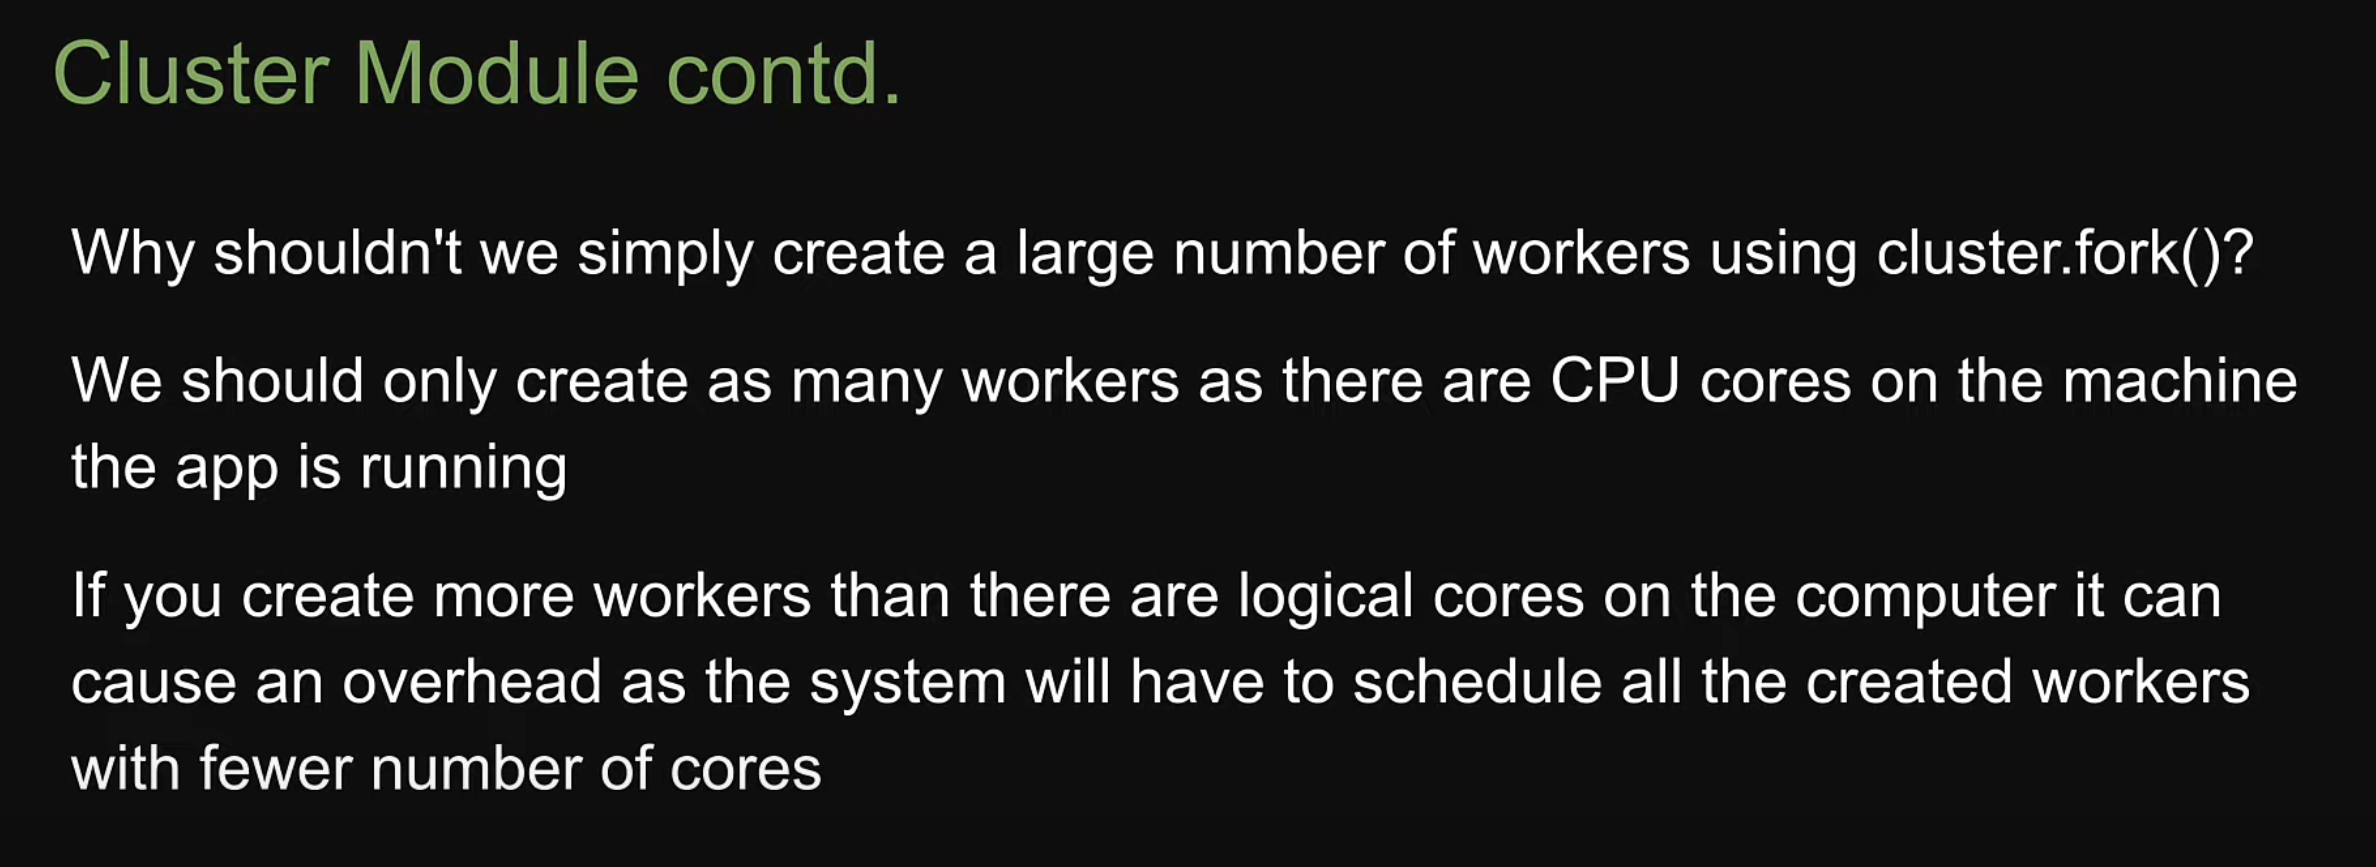 Cluster Module contd.
Why shouldn't we simply create a large number of workers using cluster.fork()?
We should only create as many workers as there are CPU cores on the machine
the app is running
If you create more workers than there are logical cores on the computer it can
cause an overhead as the system will have to schedule all the created workers
with fewer number of cores